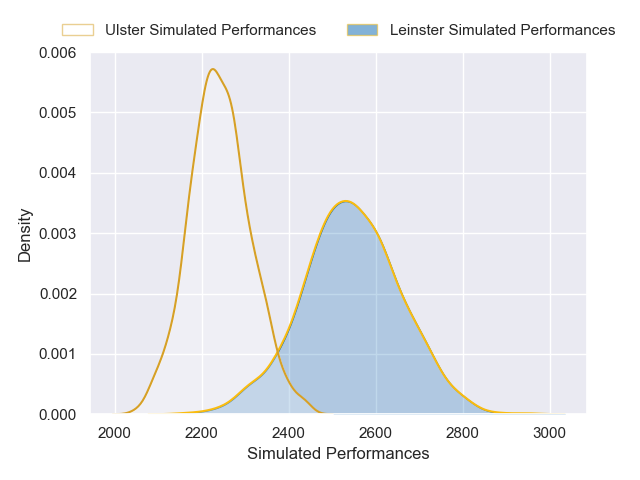 Ulster Simulated Performances Leinster Simulated Performances
0.006
0.005
0.004
0.003
0.002
0.001
0.000
Density
2000 2200 2400 2600 2800 3000
Simulated Performances